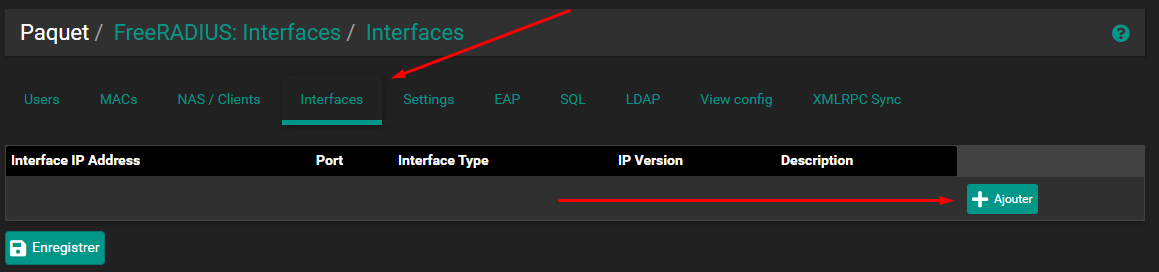 Paquet / FreeRADIUS: Interfaces / Interfaces
Users MACs NAS / Clients Interfaces Settings EAP SQL LDAP View config XMLRPC Sync
Interface IP Address Port Interface Type IP Version Description
Ajouter
Enregistrer